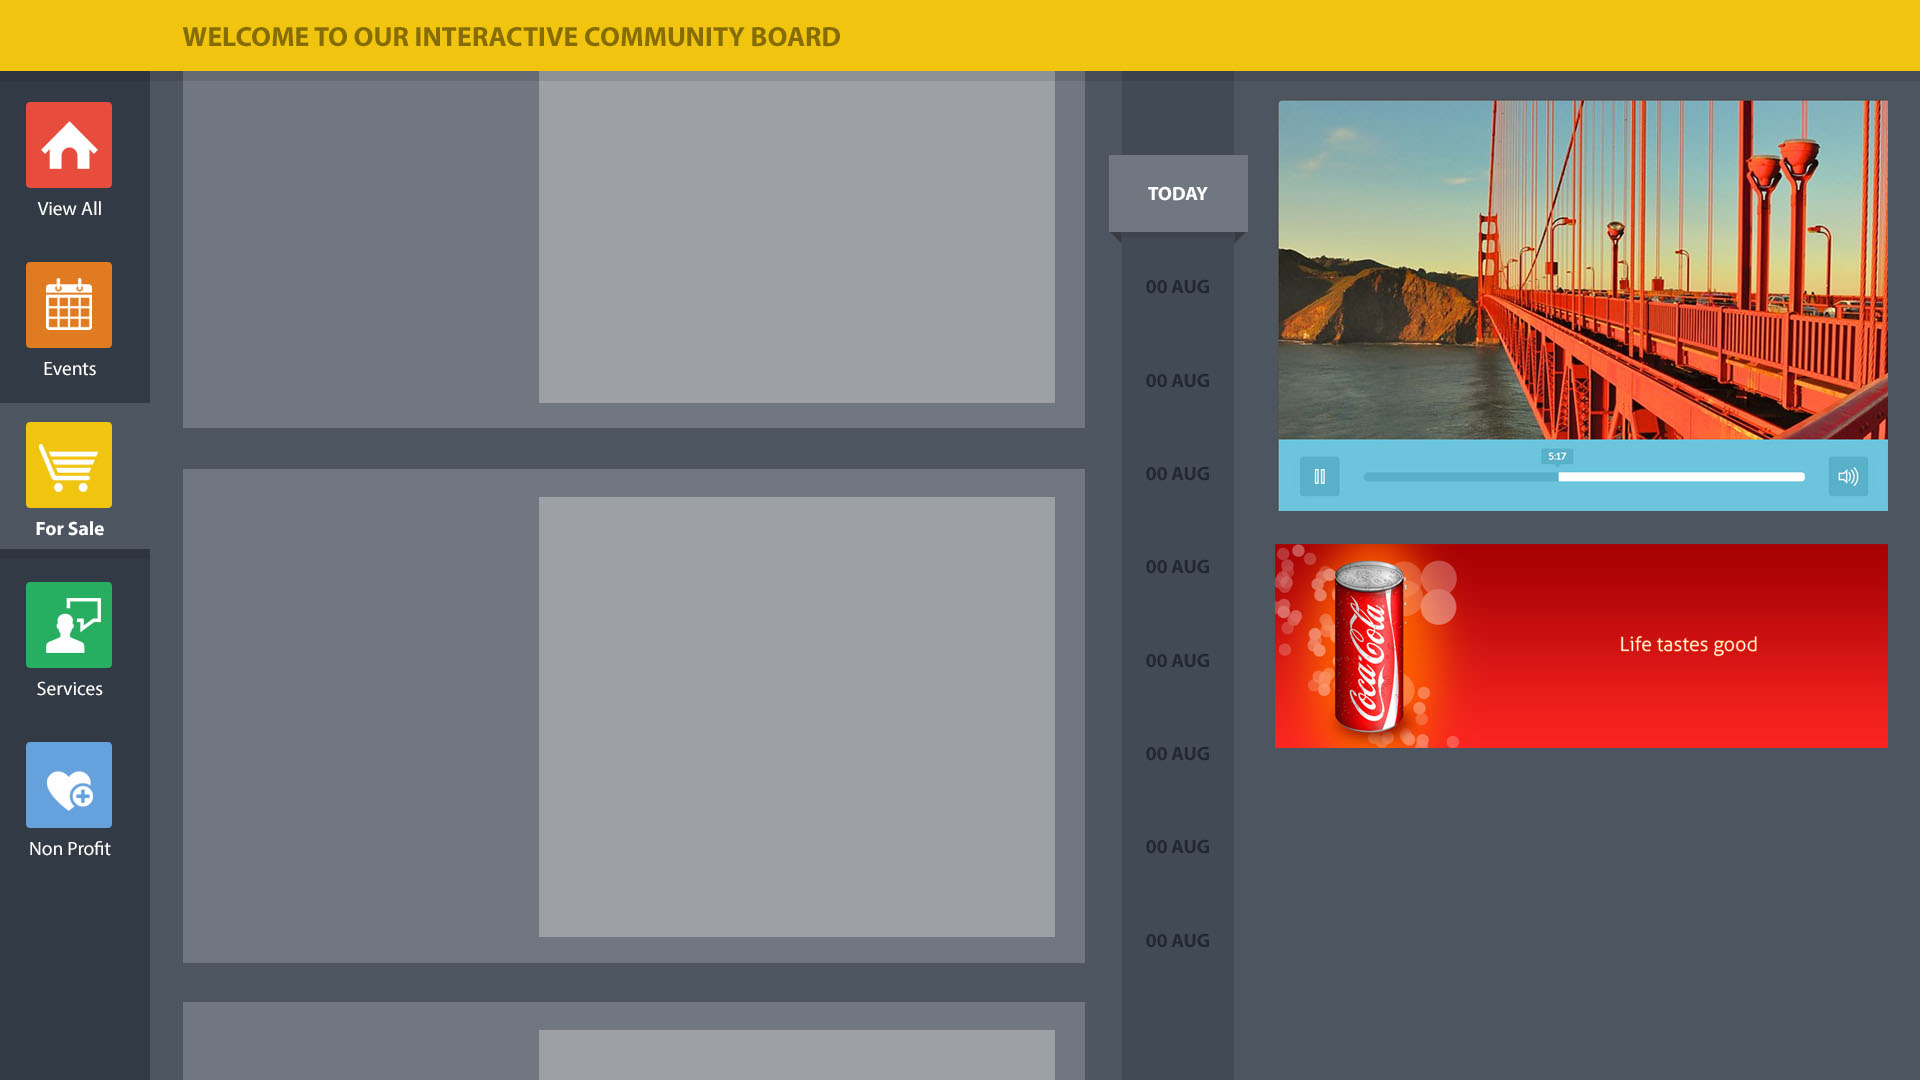 WELCOME TO OUR INTERACTIVE COMMUNITY BOARD
View All
Events
For Sale
Services
Non Profit
TODAY
00 AUG
00 AUG
00 AUG
00 AUG
00 AUG
00 AUG
00 AUG
00 AUG
5:17
Coca-Cola
Life tastes good